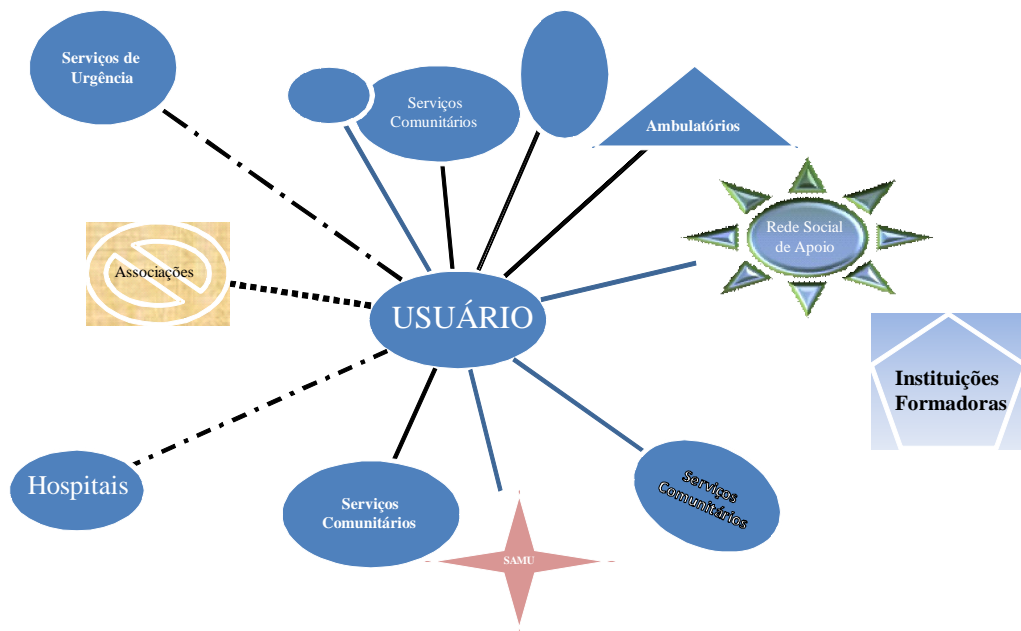 Serviços de
Urgência
Serviços
Comunitários
Ambulatórios
Rede Social
de Apoio
Associações
USUÁRIO
Instituições
Formadoras
Hospitais
Serviços
Comunitários
Serviços
Comunitários
SAMU